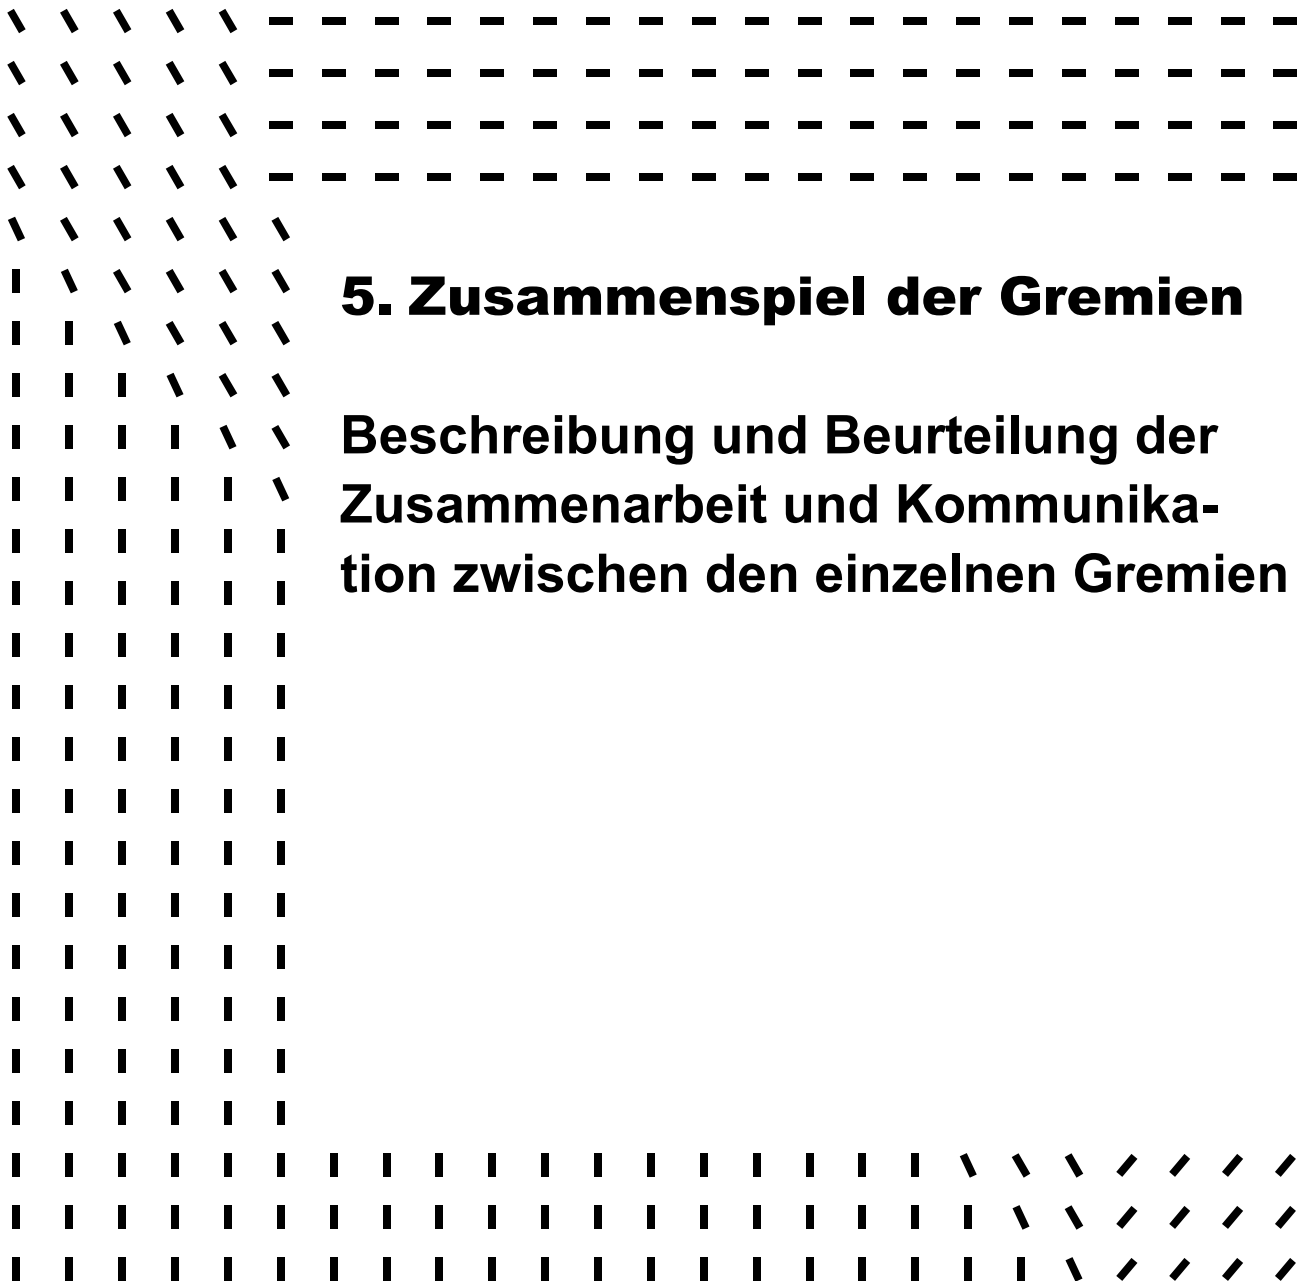 5. Zusammenspiel der Gremien
Beschreibung und Beurteilung der
Zusammenarbeit und Kommunika-
tion zwischen den einzelnen Gremien